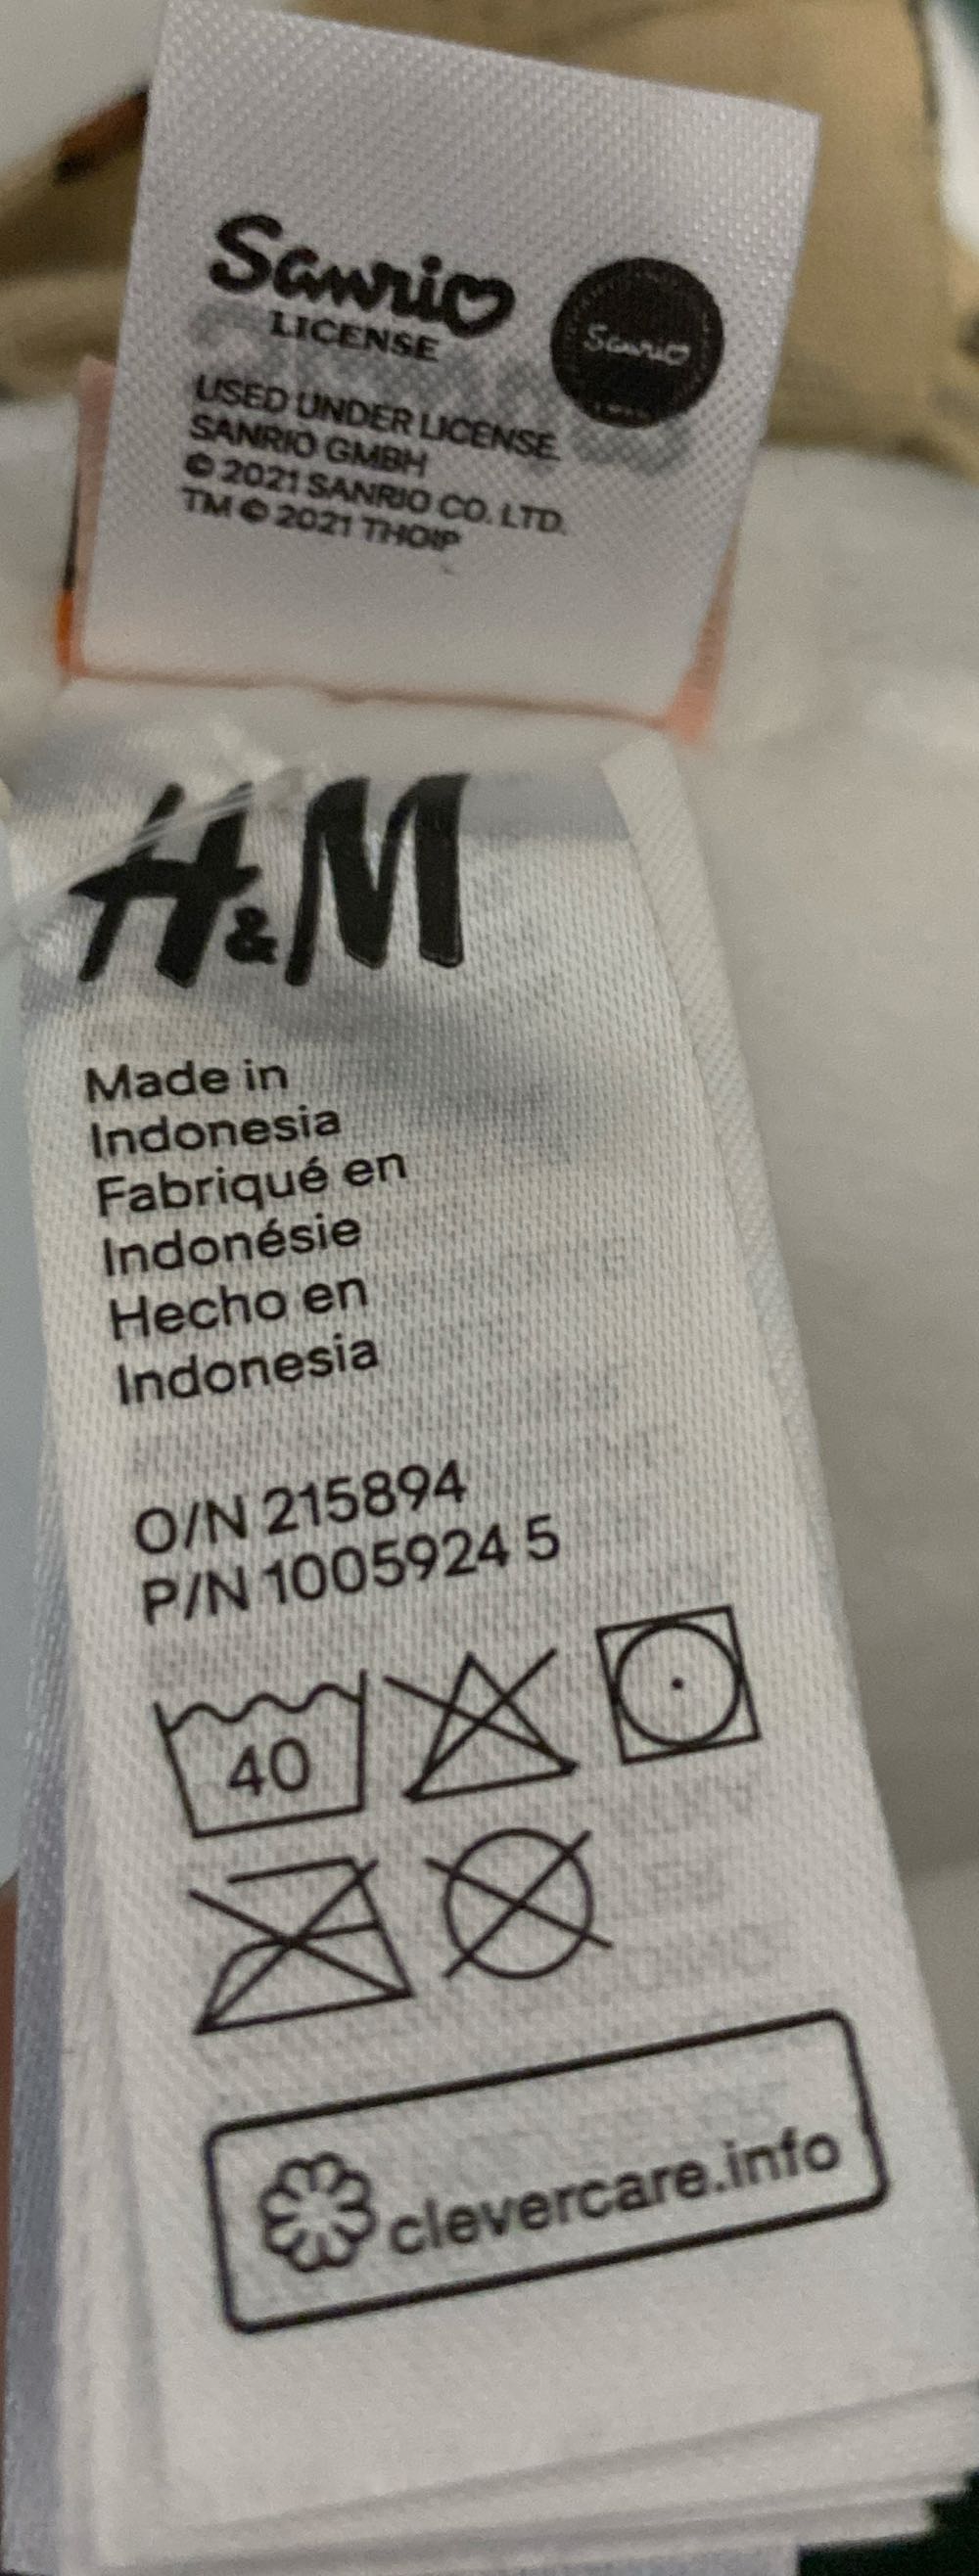 Sanrio
LICENSE
Sanrio
USED UNDER LICENSE
SANRIO GMBH
© 2021 SANRIO CO. LTD.
TM © 2021 THOIP
H&M
Made in
Indonesia
Fabriqué en
Indonésie
Hecho en
Indonesia
O/N 215894
P/N 1005924 5
40
clevercare.info